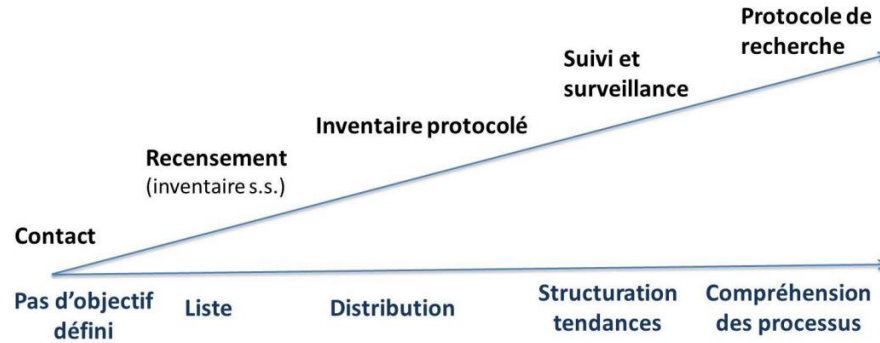 Protocole de
recherche
Suivi et
surveillance
Inventaire protocolé
Recensement
(inventaire s.s.)
Contact
Pas d’objectif
défini
Liste
Distribution
Structuration
tendances
Compréhension
des processus